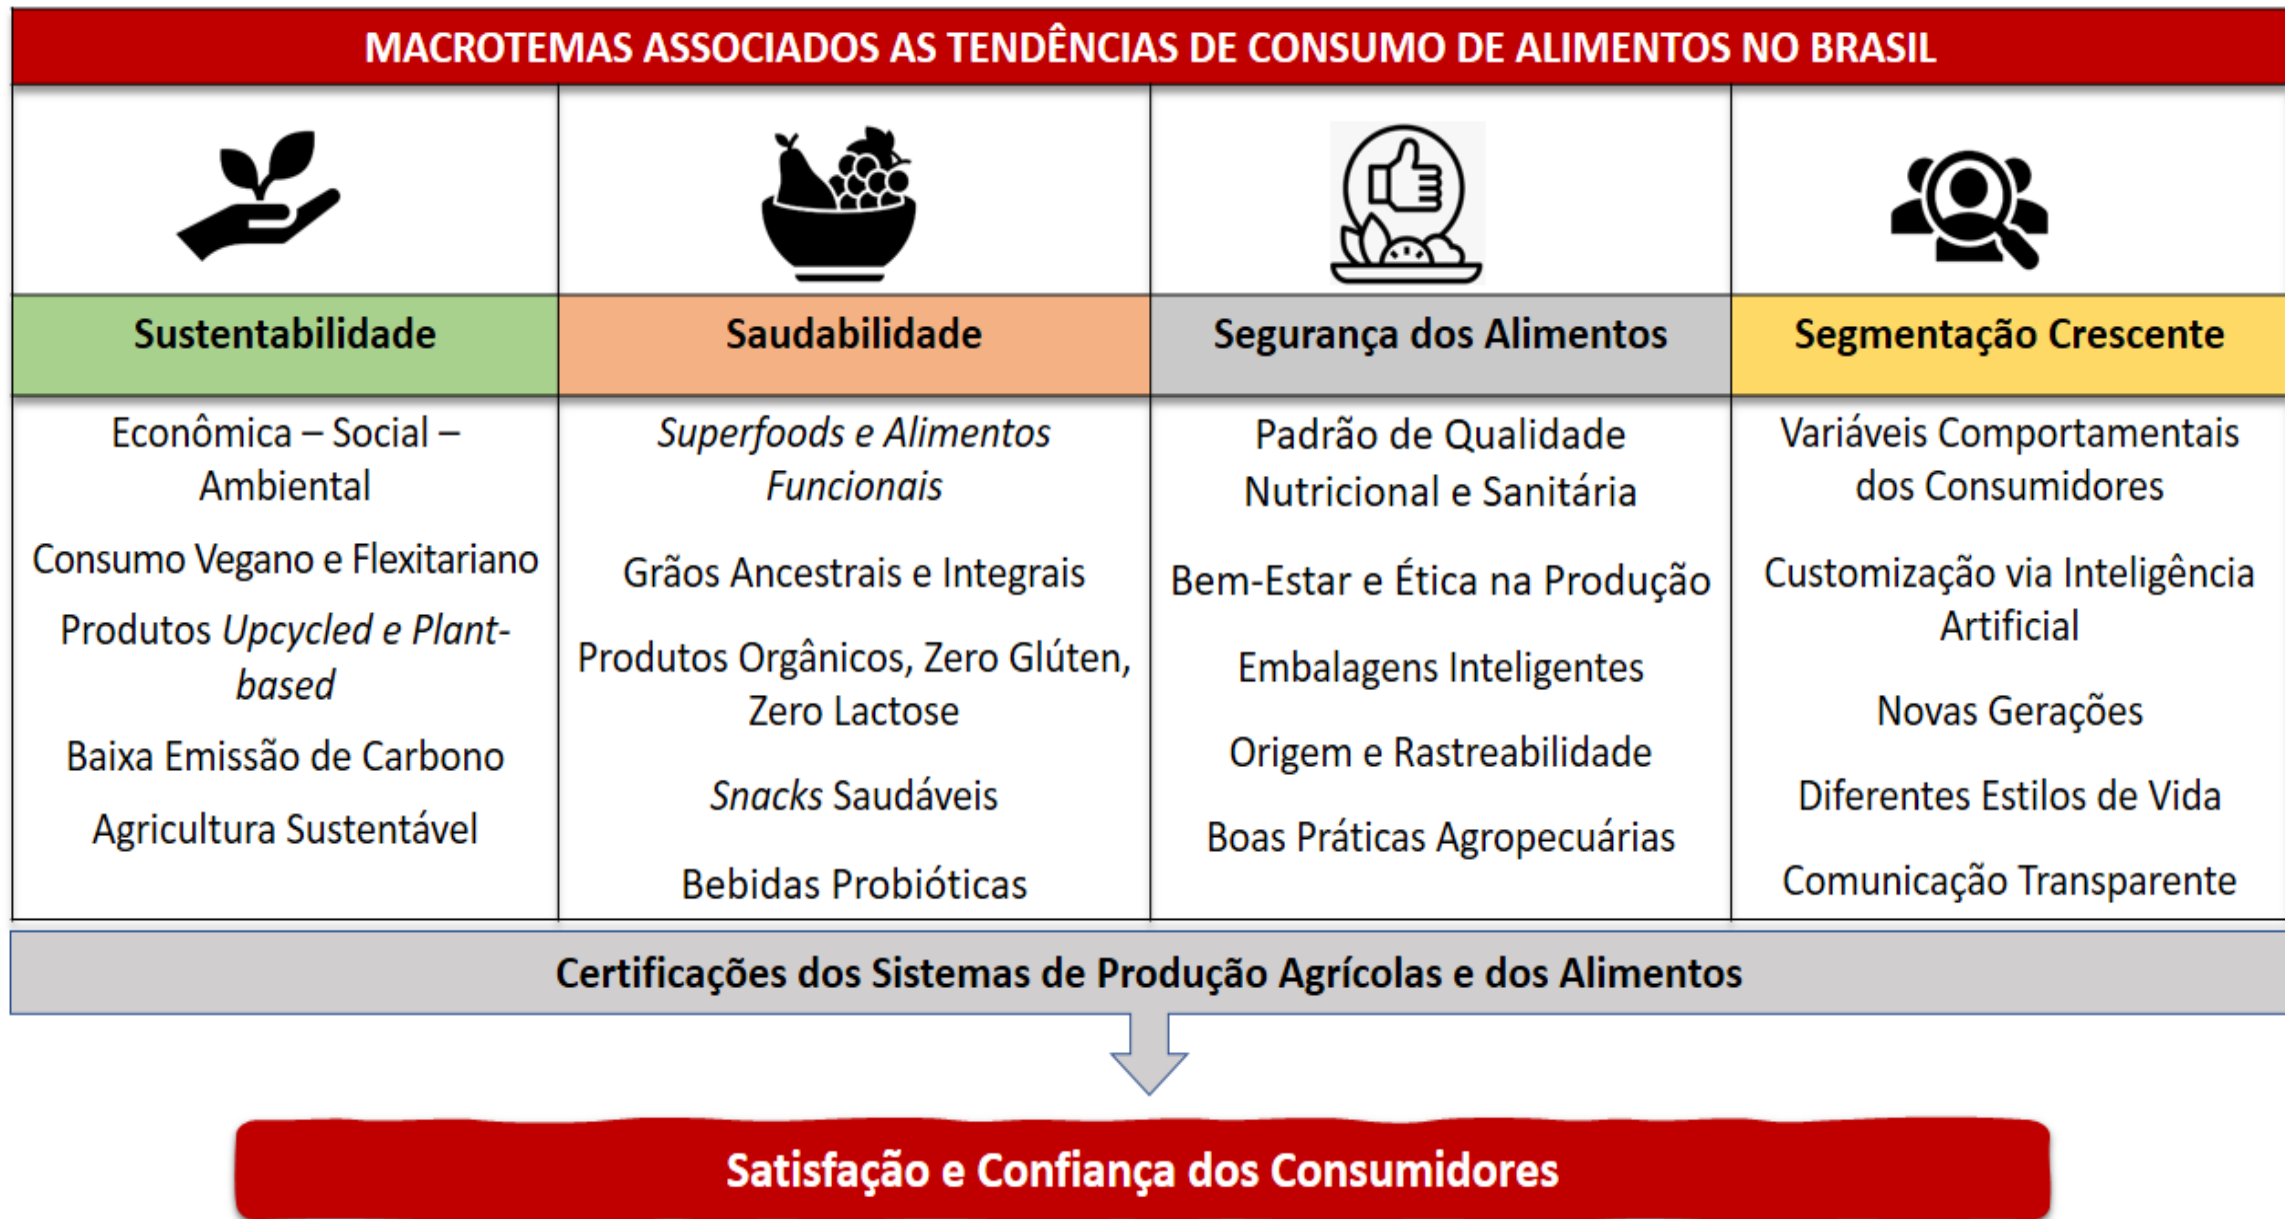 MACROTEMAS ASSOCIADOS AS TENDÊNCIAS DE CONSUMO DE ALIMENTOS NO BRASIL
Sustentabilidade
Econômica – Social –
Ambiental
Consumo Vegano e Flexitariano
Produtos Upcycled e Plant-
based
Baixa Emissão de Carbono
Agricultura Sustentável
Saudabilidade
Superfoods e Alimentos
Funcionais
Grãos Ancestrais e Integrais
Produtos Orgânicos, Zero Glúten,
Zero Lactose
Snacks Saudáveis
Bebidas Probióticas
Segurança dos Alimentos
Padrão de Qualidade
Nutricional e Sanitária
Bem-Estar e Ética na Produção
Embalagens Inteligentes
Origem e Rastreabilidade
Boas Práticas Agropecuárias
Segmentação Crescente
Variáveis Comportamentais
dos Consumidores
Customização via Inteligência
Artificial
Novas Gerações
Diferentes Estilos de Vida
Comunicação Transparente
Certificações dos Sistemas de Produção Agrícolas e dos Alimentos
Satisfação e Confiança dos Consumidores